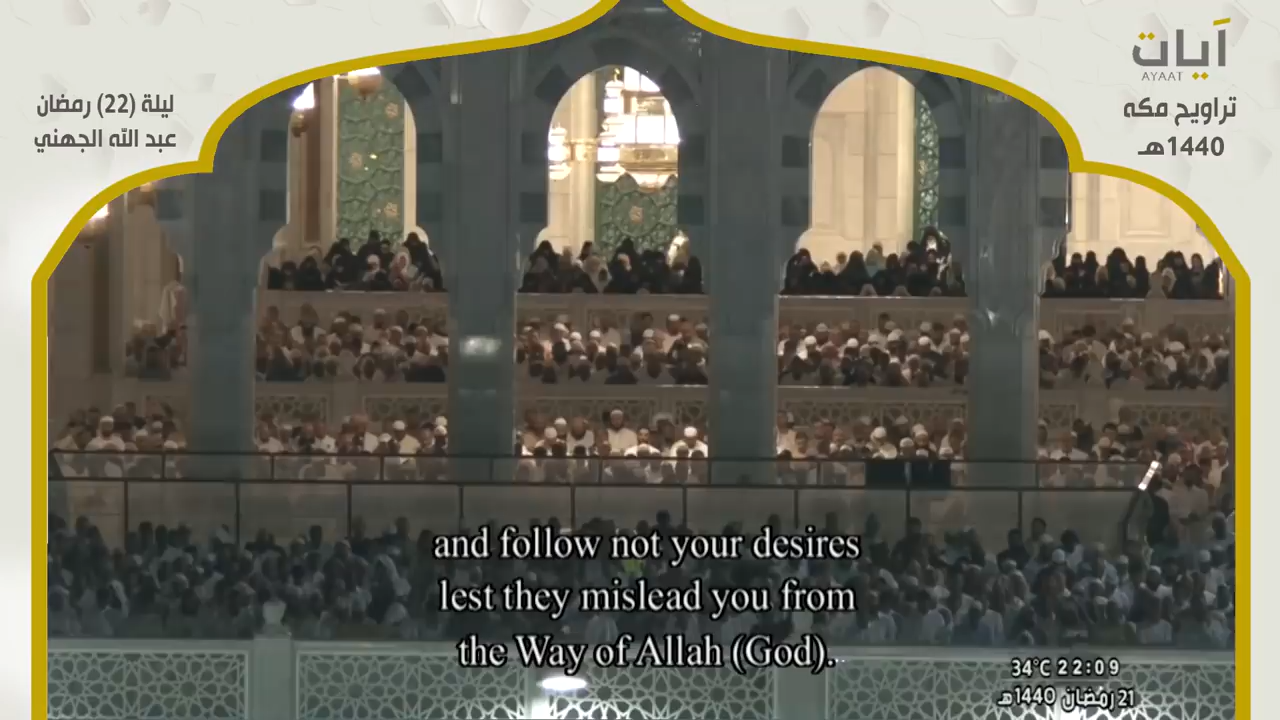 آيات
AYAAT
تراويح مكه
1440هـ
ليلة (22) رمضان
عبد الله الجهني
and follow not your desires
lest they mislead you from
the Way of Allah (God).
34°C 22:09
21 رمضان 1440هـ